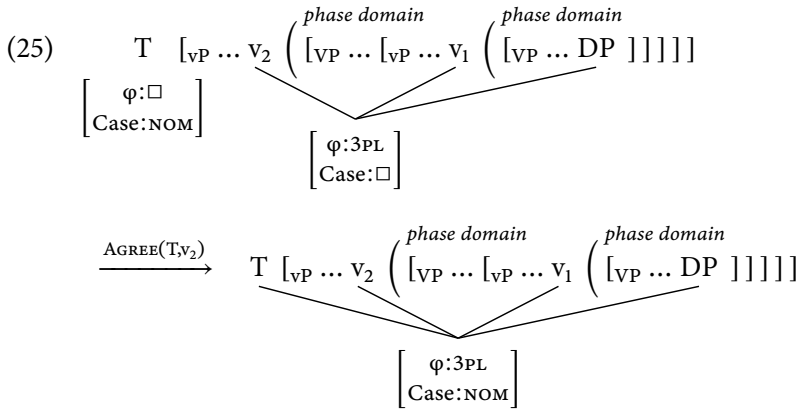 phase domain phase domain
(25) T [vP ... v2 ( [VP ... [vP ... v1 ( [VP ... DP ] ] ] ] ]
[φ:□ Case:NOM]
[φ:3PL Case:□]
AGREE(T,v2)
phase domain phase domain
T [vP ... v2 ( [VP ... [vP ... v1 ( [VP ... DP ] ] ] ] ]
[φ:3PL Case:NOM]